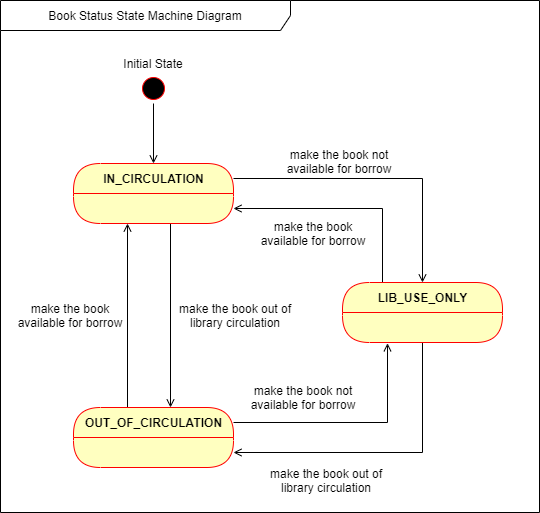 Book Status State Machine Diagram
Initial State
IN_CIRCULATION
make the book not
available for borrow
make the book
available for borrow
LIB_USE_ONLY
make the book
available for borrow
make the book out of
library circulation
make the book not
available for borrow
OUT_OF_CIRCULATION
make the book out of
library circulation